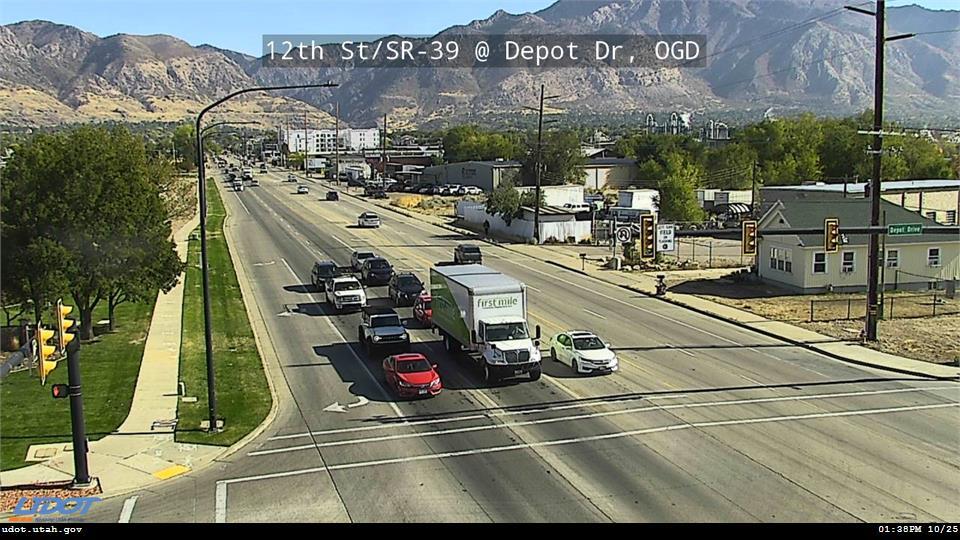 12th St/SR-39 @ Depot Dr, OGD
Depot Drive
first mile
UDOT
udot.utah.gov
01:38PM 10/25